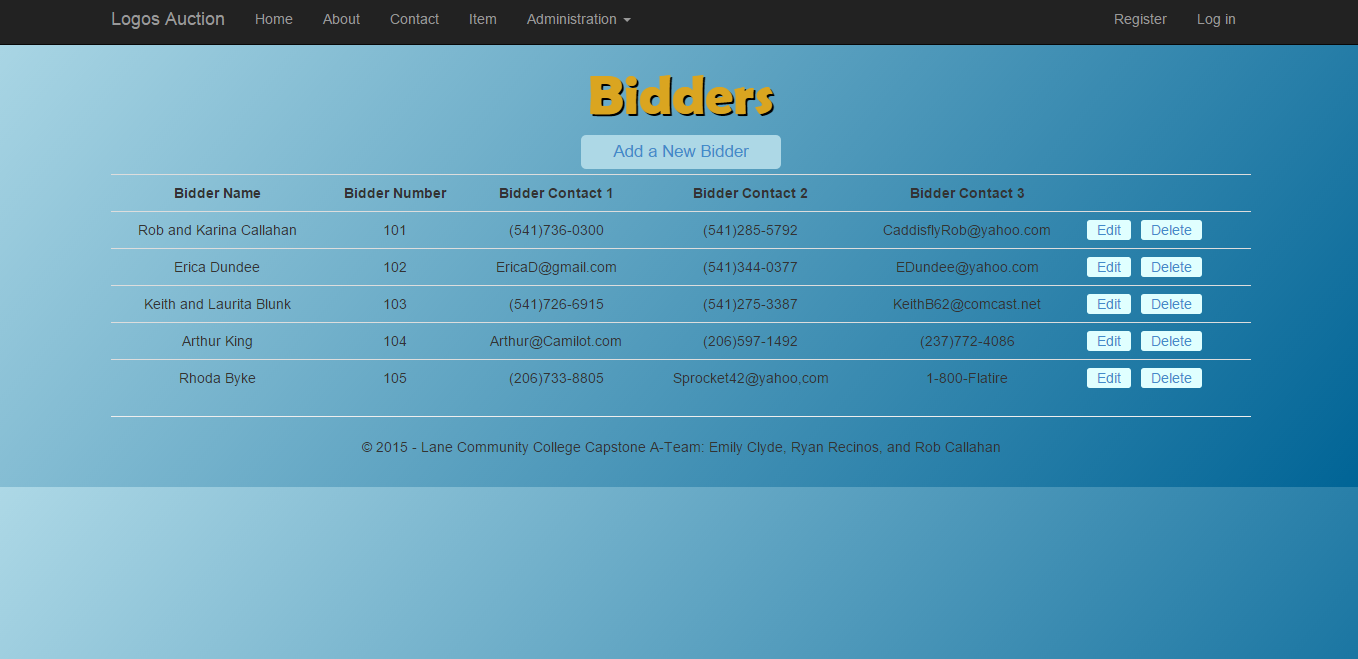 Logos Auction Home About Contact Item Administration Register Log in
Bidders
Add a New Bidder
Bidder Name Bidder Number Bidder Contact 1 Bidder Contact 2 Bidder Contact 3
Rob and Karina Callahan 101 (541)736-0300 (541)285-5792 CaddisflyRob@yahoo.com Edit Delete
Erica Dundee 102 EricaD@gmail.com (541)344-0377 EDundee@yahoo.com Edit Delete
Keith and Laurita Blunk 103 (541)726-6915 (541)275-3387 KeithB62@comcast.net Edit Delete
Arthur King 104 Arthur@Camilot.com (206)597-1492 (237)772-4086 Edit Delete
Rhoda Byke 105 (206)733-8805 Sprocket42@yahoo,com 1-800-Flatire Edit Delete
© 2015 - Lane Community College Capstone A-Team: Emily Clyde, Ryan Recinos, and Rob Callahan